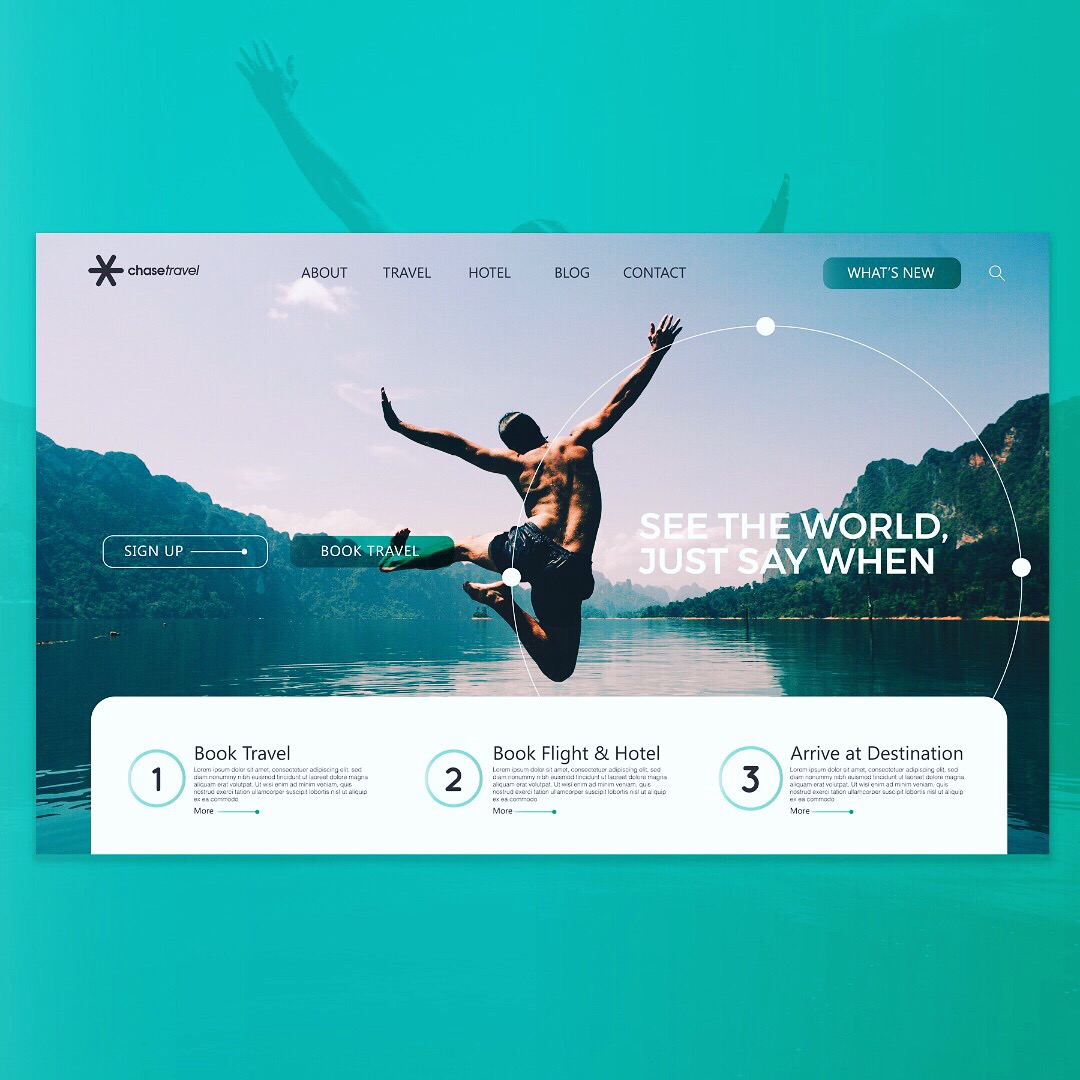 chasetravel
ABOUT TRAVEL HOTEL BLOG CONTACT
WHAT'S NEW
SEE THE WORLD,
JUST SAY WHEN
SIGN UP
BOOK TRAVEL
1
Book Travel
Lorem ipsum dolor sit amet, consectetuer adipiscing elit, sed
diam nonummy nibh euismod tincidunt ut laoreet dolore magna
aliquam erat volutpat. Ut wisi enim ad minim veniam, quis
nostrud exerci tation ullamcorper suscipit lobortis nisl ut aliquip
ex ea commodo
More
2
Book Flight & Hotel
Lorem ipsum dolor sit amet, consectetuer adipiscing elit, sed
diam nonummy nibh euismod tincidunt ut laoreet dolore magna
aliquam erat volutpat. Ut wisi enim ad minim veniam, quis
nostrud exerci tation ullamcorper suscipit lobortis nisl ut aliquip
ex ea commodo
More
3
Arrive at Destination
Lorem ipsum dolor sit amet, consectetuer adipiscing elit, sed
diam nonummy nibh euismod tincidunt ut laoreet dolore magna
aliquam erat volutpat. Ut wisi enim ad minim veniam, quis
nostrud exerci tation ullamcorper suscipit lobortis nisl ut aliquip
ex ea commodo
More